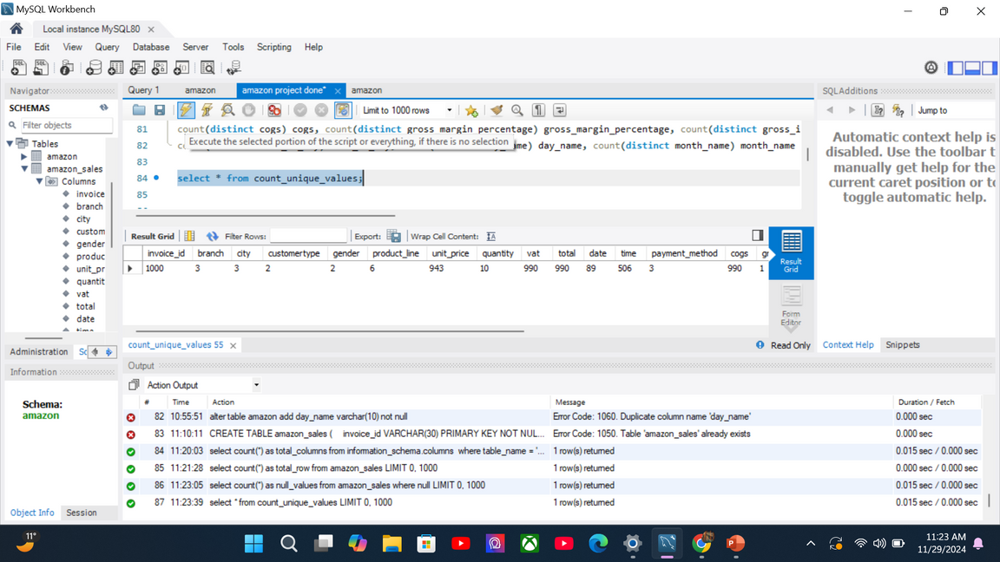 MySQL Workbench
Local instance MySQL80
File Edit View Query Database Server Tools Scripting Help
Navigator
SCHEMAS
Filter objects
Tables
amazon
amazon_sales
Columns
invoice
branch
city
custom
gender
produc
unit_pr
quantit
vat
total
date
time
Administration Sc
Information
Schema:
amazon
Object Info Session
Query 1 amazon amazon project done* amazon
Limit to 1000 rows
81 count(distinct cogs) cogs, count(distinct gross_margin_percentage) gross_margin_percentage, count(distinct gross_i
Execute the selected portion of the script or everything, if there is no selection
82 me) day_name, count(distinct month_name) month_name
83
84 select * from count_unique_values;
85
Result Grid Filter Rows: Export: Wrap Cell Content:
invoice_id branch city customertype gender product_line unit_price quantity vat total date time payment_method cogs gr
1000 3 3 2 2 6 943 10 990 990 89 506 3 990 1
Result Grid
Form Editor
count_unique_values 55
Read Only
SQLAdditions
Jump to
Automatic context help is
disabled. Use the toolbar t
manually get help for the
current caret position or to
toggle automatic help.
Context Help Snippets
Output
Action Output
# Time Action Message Duration / Fetch
82 10:55:51 alter table amazon add day_name varchar(10) not null Error Code: 1060. Duplicate column name 'day_name' 0.000 sec
83 11:10:11 CREATE TABLE amazon_sales ( invoice_id VARCHAR(30) PRIMARY KEY NOT NUL... Error Code: 1050. Table 'amazon_sales' already exists 0.000 sec
84 11:20:03 select count(*) as total_columns from information_schema.columns where table_name = '... 1 row(s) returned 0.015 sec / 0.000 sec
85 11:21:28 select count(*) as total_row from amazon_sales LIMIT 0, 1000 1 row(s) returned 0.000 sec / 0.000 sec
86 11:23:05 select count(*) as null_values from amazon_sales where null LIMIT 0, 1000 1 row(s) returned 0.015 sec / 0.000 sec
87 11:23:39 select * from count_unique_values LIMIT 0, 1000 1 row(s) returned 0.015 sec / 0.000 sec
11°
11:23 AM
11/29/2024